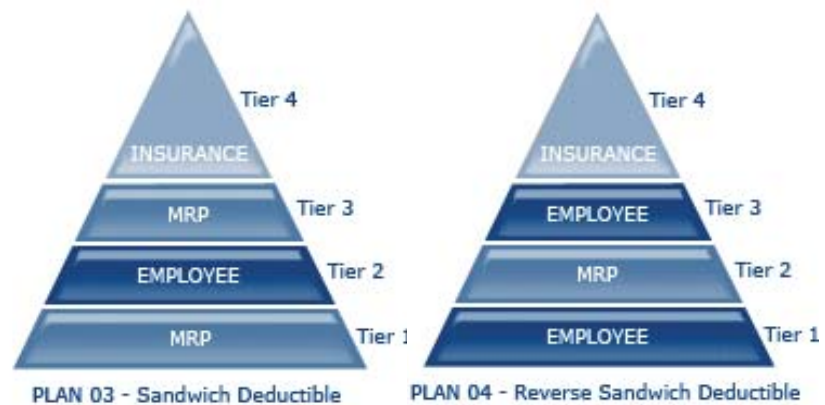 Tier 4
INSURANCE
MRP
Tier 3
EMPLOYEE
Tier 2
MRP
Tier 1
PLAN 03 - Sandwich Deductible
Tier 4
INSURANCE
EMPLOYEE
Tier 3
MRP
Tier 2
EMPLOYEE
Tier 1
PLAN 04 - Reverse Sandwich Deductible